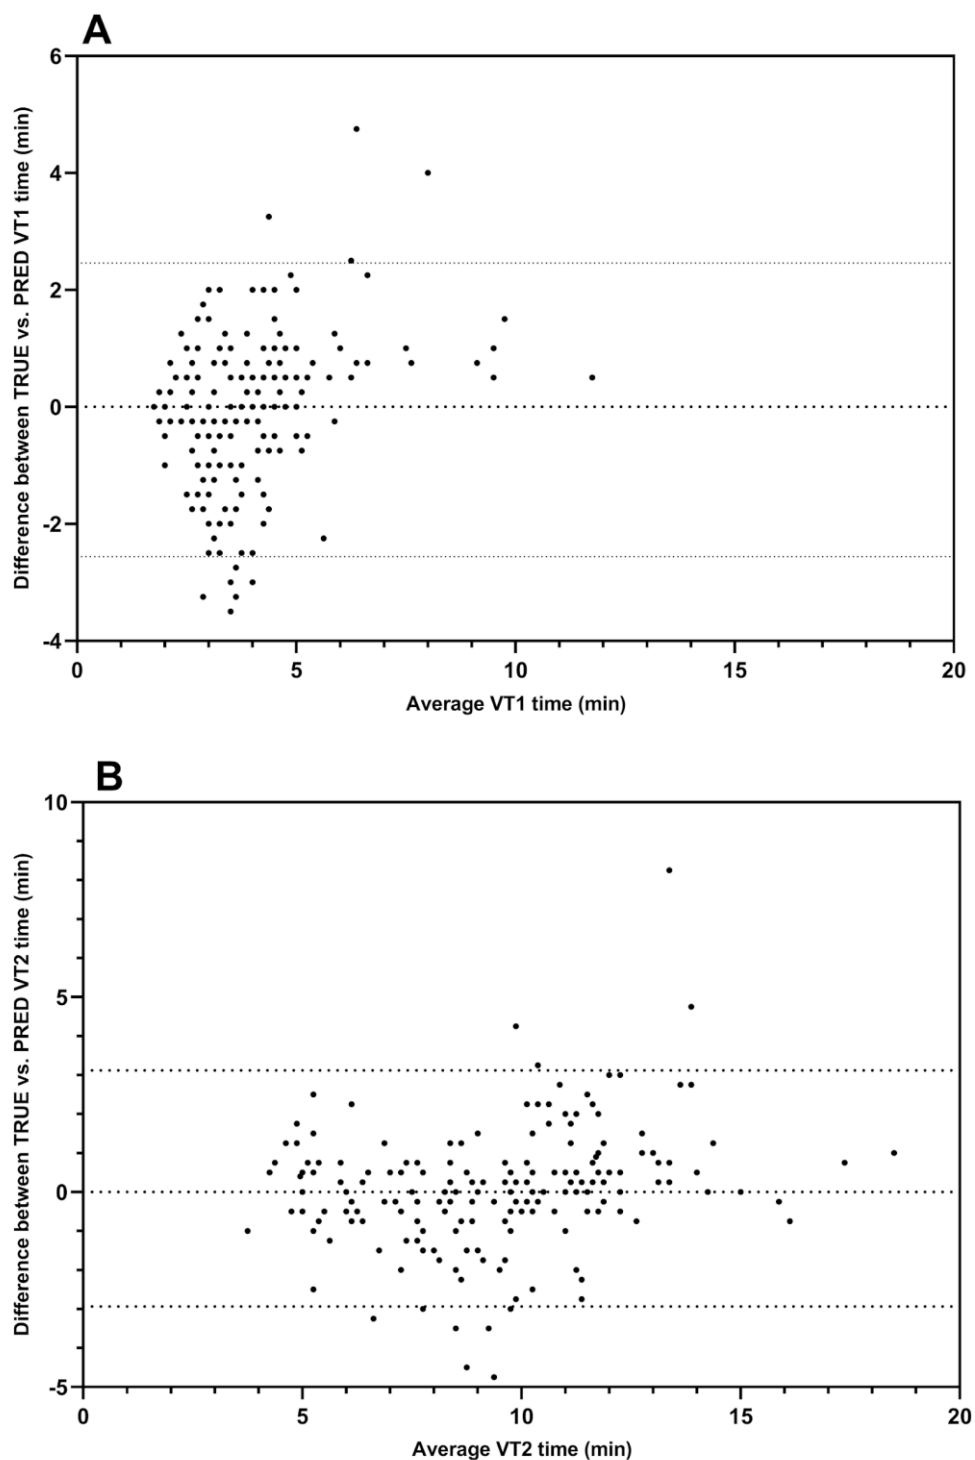 A
6
4
2
0
-2
-4
Difference between TRUE vs. PRED VT1 time (min)
0 5 10 15 20
Average VT1 time (min)
B
10
5
0
-5
Difference between TRUE vs. PRED VT2 time (min)
0 5 10 15 20
Average VT2 time (min)